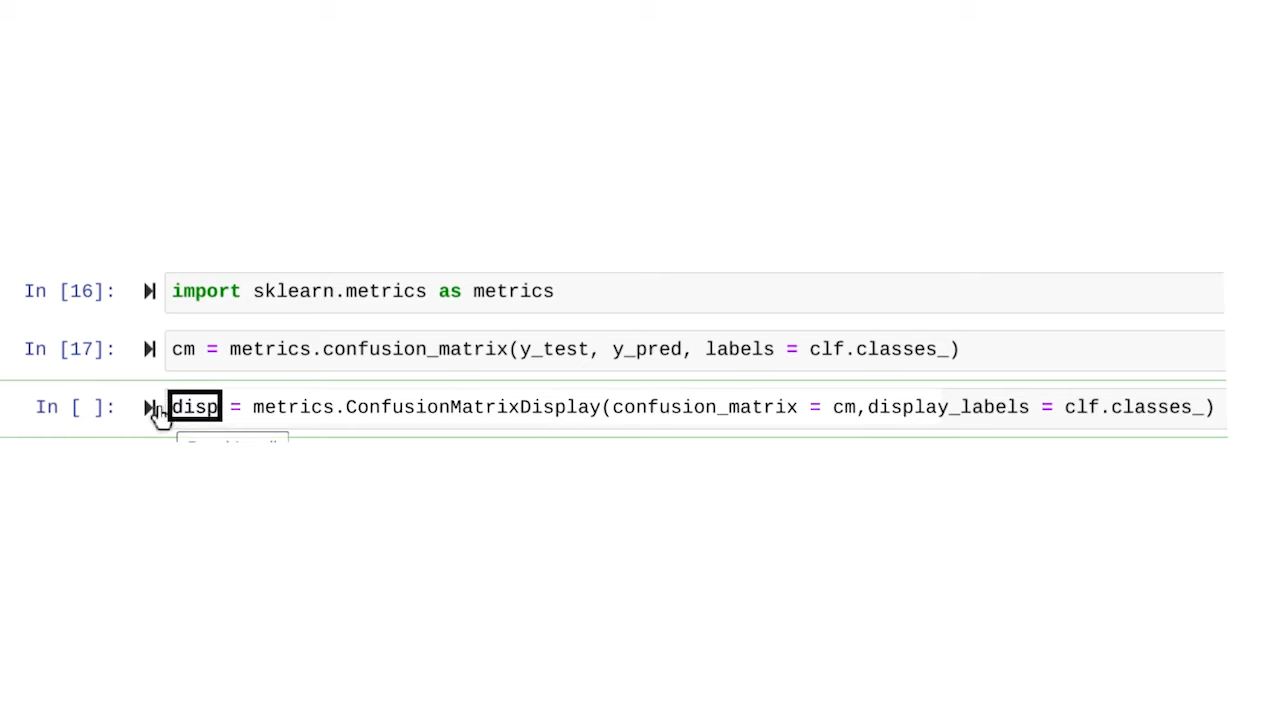 In [16]: import sklearn.metrics as metrics
In [17]: cm = metrics.confusion_matrix(y_test, y_pred, labels = clf.classes_)
In [ ]: disp = metrics.ConfusionMatrixDisplay(confusion_matrix = cm,display_labels = clf.classes_)